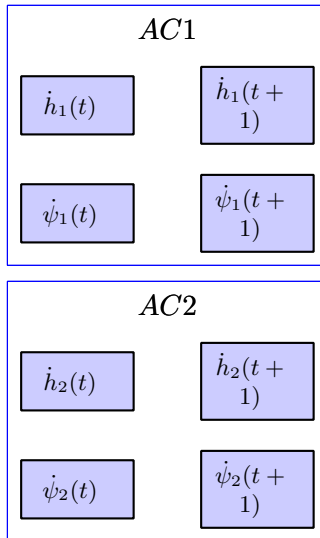 AC1
ḣ₁(t)
ḣ₁(t +
1)
ψ̇₁(t)
ψ̇₁(t +
1)
AC2
ḣ₂(t)
ḣ₂(t +
1)
ψ̇₂(t)
ψ̇₂(t +
1)